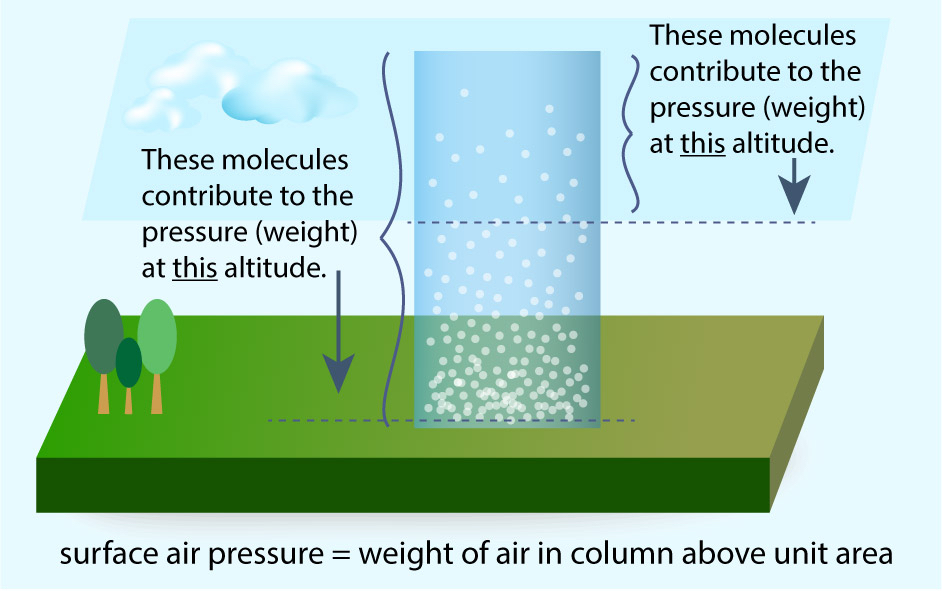 These molecules
contribute to the
pressure (weight)
at this altitude.
These molecules
contribute to the
pressure (weight)
at this altitude.
surface air pressure = weight of air in column above unit area